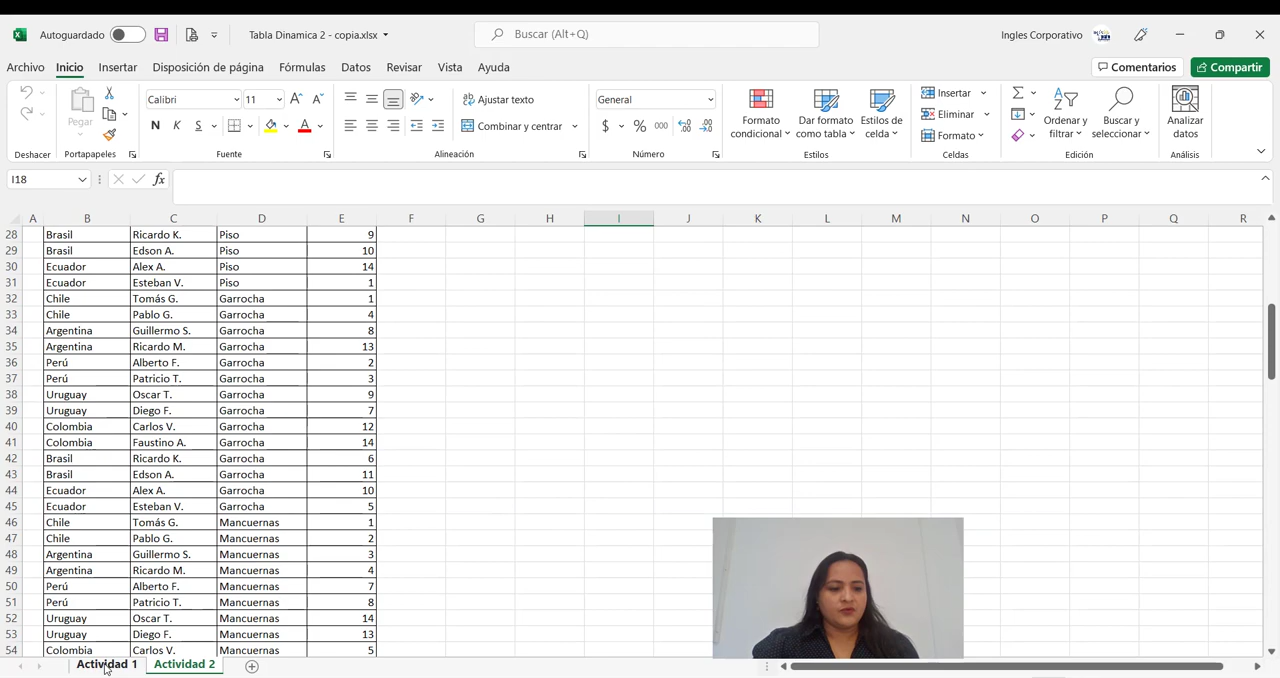 Autoguardado Tabla Dinamica 2 - copia.xlsx Buscar (Alt+Q) Ingles Corporativo
Archivo Inicio Insertar Disposición de página Fórmulas Datos Revisar Vista Ayuda Comentarios Compartir
Pegar Calibri 11 Ajustar texto General Formato condicional Dar formato como tabla Estilos de celda Insertar Ordenar y filtrar Buscar y seleccionar Analizar datos
N K S Combinar y centrar $ % 000 Eliminar
Formato
Deshacer Portapapeles Fuente Alineación Número Estilos Celdas Edición Análisis
I18 fx
A B C D E F G H I J K L M N O P Q R
28 Brasil Ricardo K. Piso 9
29 Brasil Edson A. Piso 10
30 Ecuador Alex A. Piso 14
31 Ecuador Esteban V. Piso 1
32 Chile Tomás G. Garrocha 1
33 Chile Pablo G. Garrocha 4
34 Argentina Guillermo S. Garrocha 8
35 Argentina Ricardo M. Garrocha 13
36 Perú Alberto F. Garrocha 2
37 Perú Patricio T. Garrocha 3
38 Uruguay Oscar T. Garrocha 9
39 Uruguay Diego F. Garrocha 7
40 Colombia Carlos V. Garrocha 12
41 Colombia Faustino A. Garrocha 14
42 Brasil Ricardo K. Garrocha 6
43 Brasil Edson A. Garrocha 11
44 Ecuador Alex A. Garrocha 10
45 Ecuador Esteban V. Garrocha 5
46 Chile Tomás G. Mancuernas 1
47 Chile Pablo G. Mancuernas 2
48 Argentina Guillermo S. Mancuernas 3
49 Argentina Ricardo M. Mancuernas 4
50 Perú Alberto F. Mancuernas 7
51 Perú Patricio T. Mancuernas 8
52 Uruguay Oscar T. Mancuernas 14
53 Uruguay Diego F. Mancuernas 13
54 Colombia Carlos V. Mancuernas 5
Actividad 1 Actividad 2